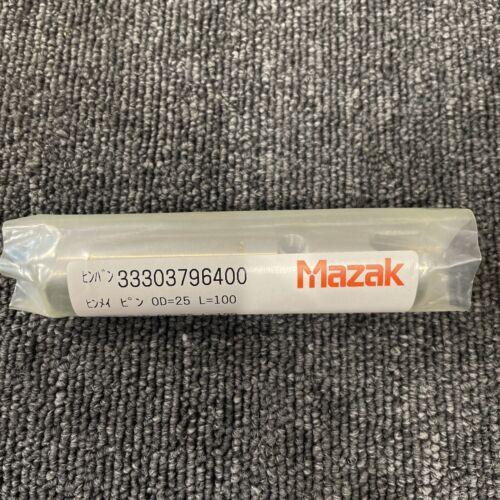 ﾋﾝﾊﾞﾝ 33303796400
Mazak
ﾋﾝﾒｲ ﾋﾟﾝ OD=25 L=100